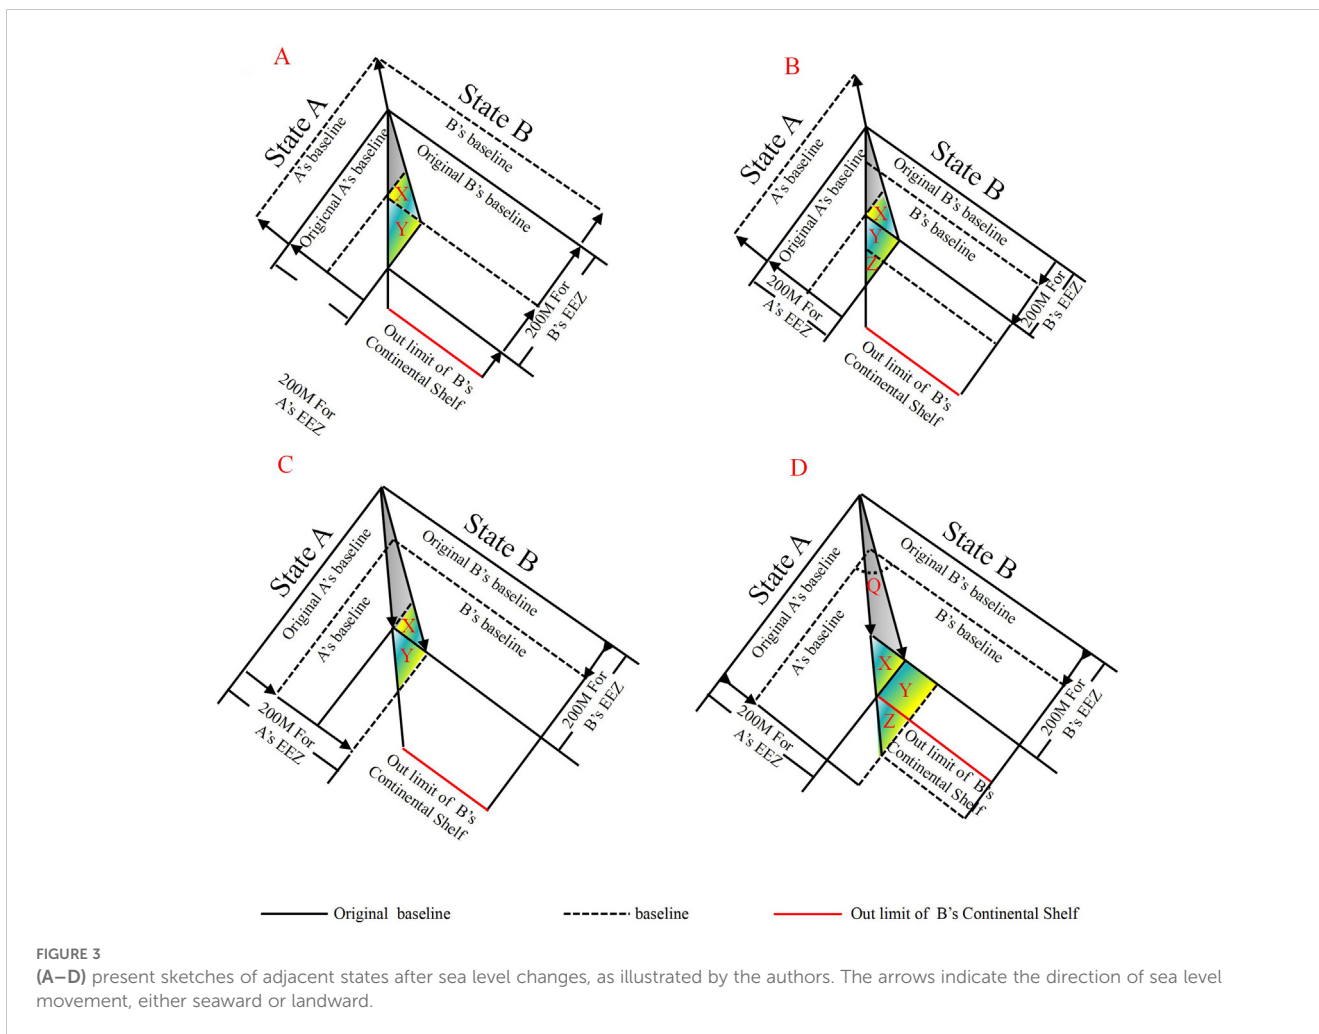 A
State A
State B
A's baseline
B's baseline
Origicnal A's baseline
Original B's baseline
X
Y
200M For
B's EEZ
Out limit of B's
Continental Shelf
200M For
A's EEZ
B
State A
State B
A's baseline
Original A's baseline
Original B's baseline
B's baseline
X
Y
Z
200M For
A's EEZ
200M For
B's EEZ
Out limit of B's
Continental Shelf
C
State A
State B
Original A's baseline
A's baseline
Original B's baseline
B's baseline
X
Y
200M For
A's EEZ
200M For
B's EEZ
Out limit of B's
Continental Shelf
D
State A
State B
Original A's baseline
A's baseline
Original B's baseline
B's baseline
Q
X
Y
Z
200M For
A's EEZ
200M For
B's EEZ
Out limit of B's
Continental Shelf
Original baseline
baseline
Out limit of B's Continental Shelf
FIGURE 3
(A–D) present sketches of adjacent states after sea level changes, as illustrated by the authors. The arrows indicate the direction of sea level
movement, either seaward or landward.